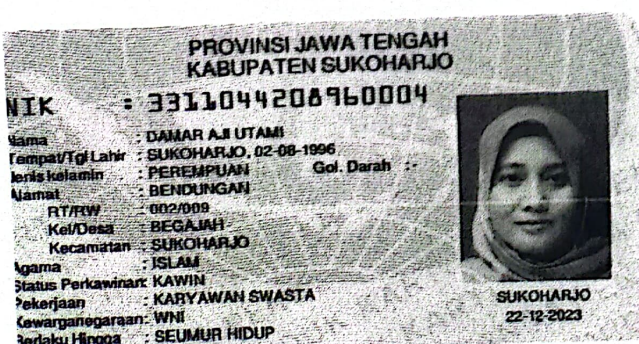 PROVINSI JAWA TENGAH
KABUPATEN SUKOHARJO
NIK : 3311044208960004
Nama : DAMAR AJI UTAMI
Tempat/Tgl Lahir : SUKOHARJO, 02-08-1996
Jenis kelamin : PEREMPUAN Gol. Darah : -
Alamat : BENDUNGAN
RT/RW : 002/009
Kel/Desa : BEGAJAH
Kecamatan : SUKOHARJO
Agama : ISLAM
Status Perkawinan: KAWIN
Pekerjaan : KARYAWAN SWASTA
Kewarganegaraan: WNI
Berlaku Hingga : SEUMUR HIDUP
SUKOHARJO
22-12-2023